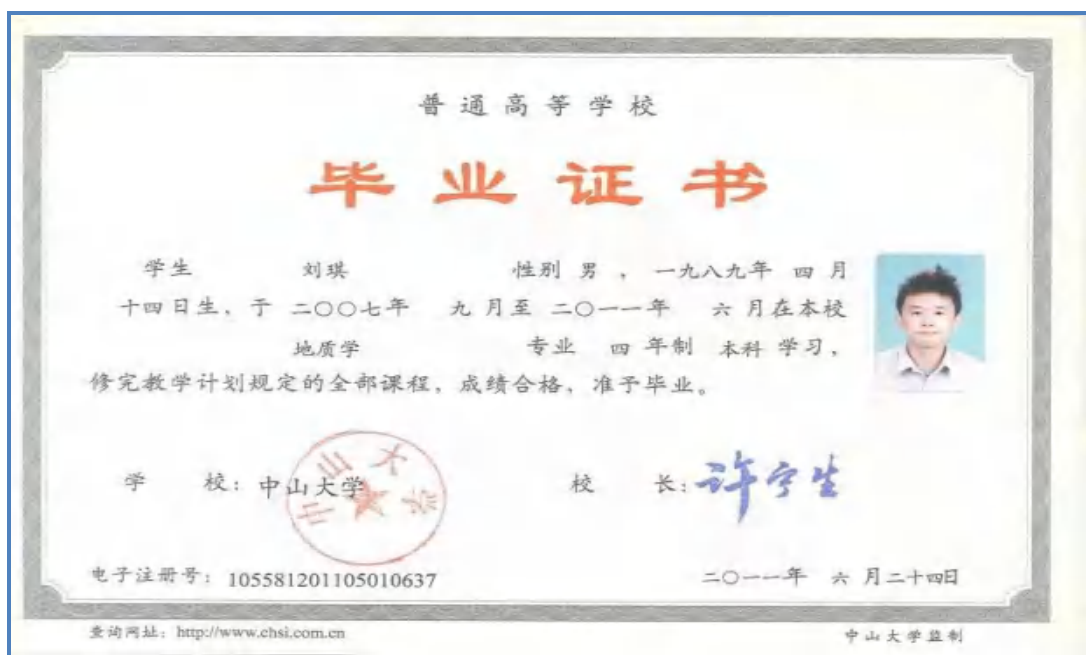 普通高等学校
毕业证书
学生 刘琪 性别 男 , 一九八九年 四 月
十四日生, 于 二〇〇七年 九 月至 二〇一一年 六 月在本校
地质学 专业 四 年制 本科 学习,
修完教学计划规定的全部课程, 成绩合格, 准予毕业。
学 校: 中山大学
中山大学
校 长: 许宁生
电子注册号: 105581201105010637
二〇一一年 六 月二十四日
查询网址: http://www.chsi.com.cn
中山大学监制